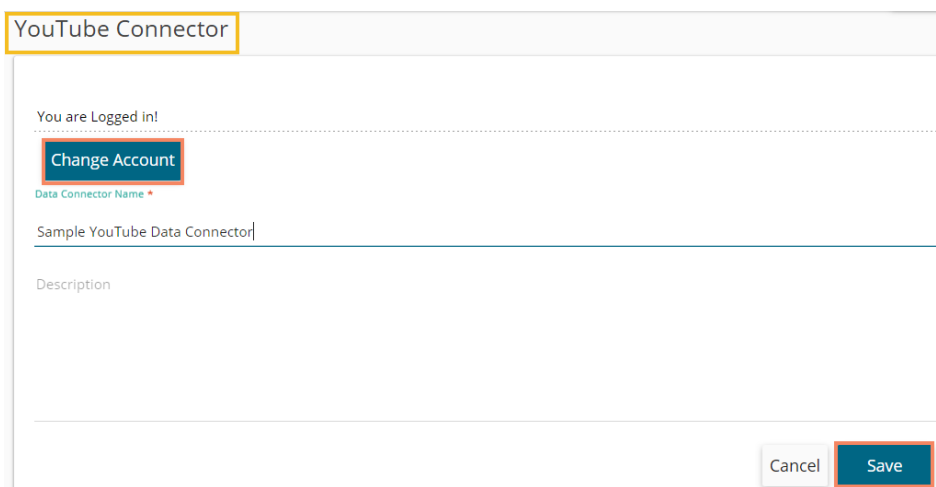 YouTube Connector
You are Logged in!
Change Account
Data Connector Name *
Sample YouTube Data Connector
Description
Cancel
Save